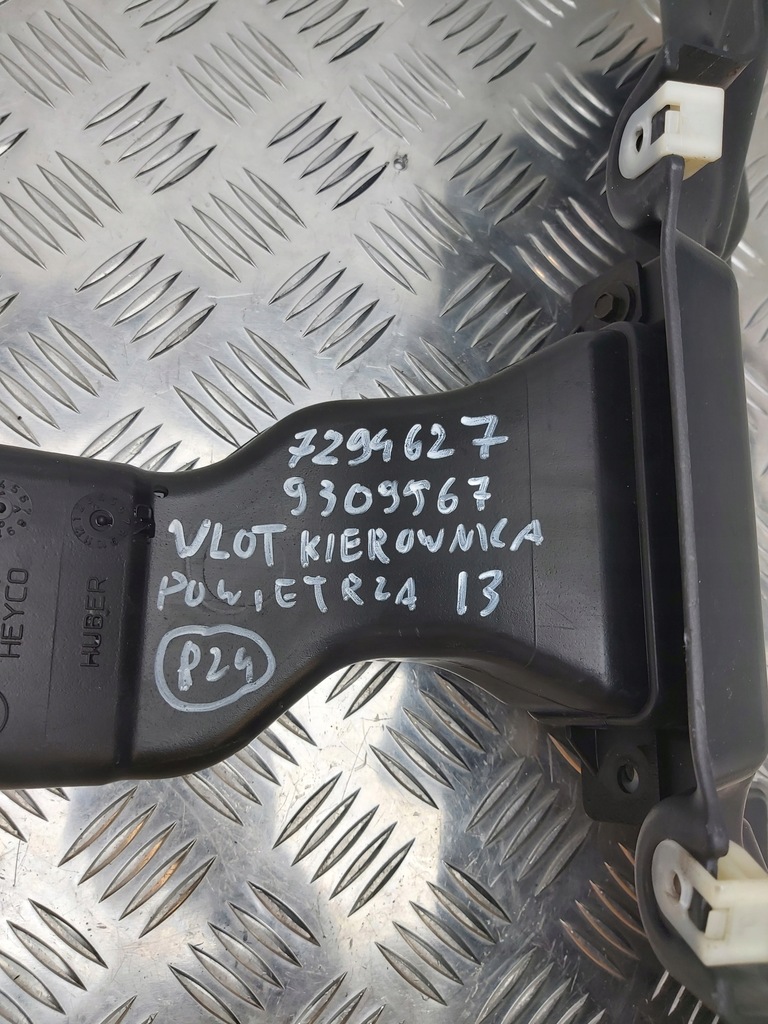 7294627
9309567
VLOT KIEROWNICA
POWIETRZA 13
P24
HEYCO
HUBER